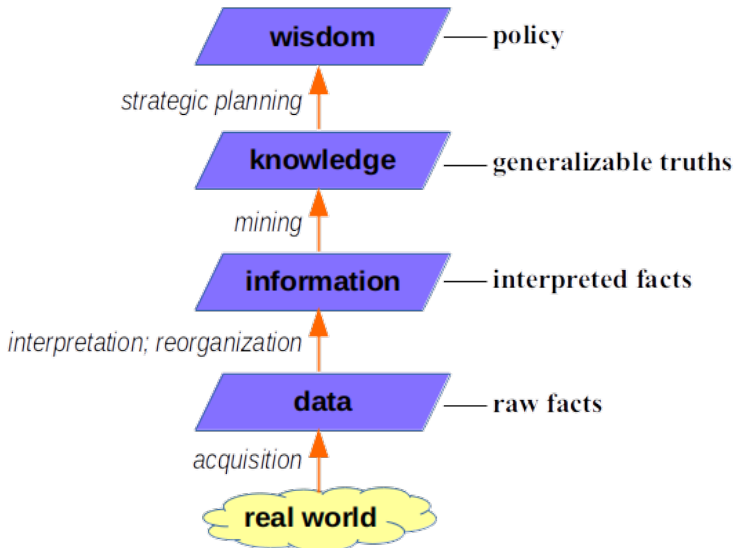 wisdom
policy
strategic planning
knowledge
generalizable truths
mining
information
interpreted facts
interpretation; reorganization
data
raw facts
acquisition
real world